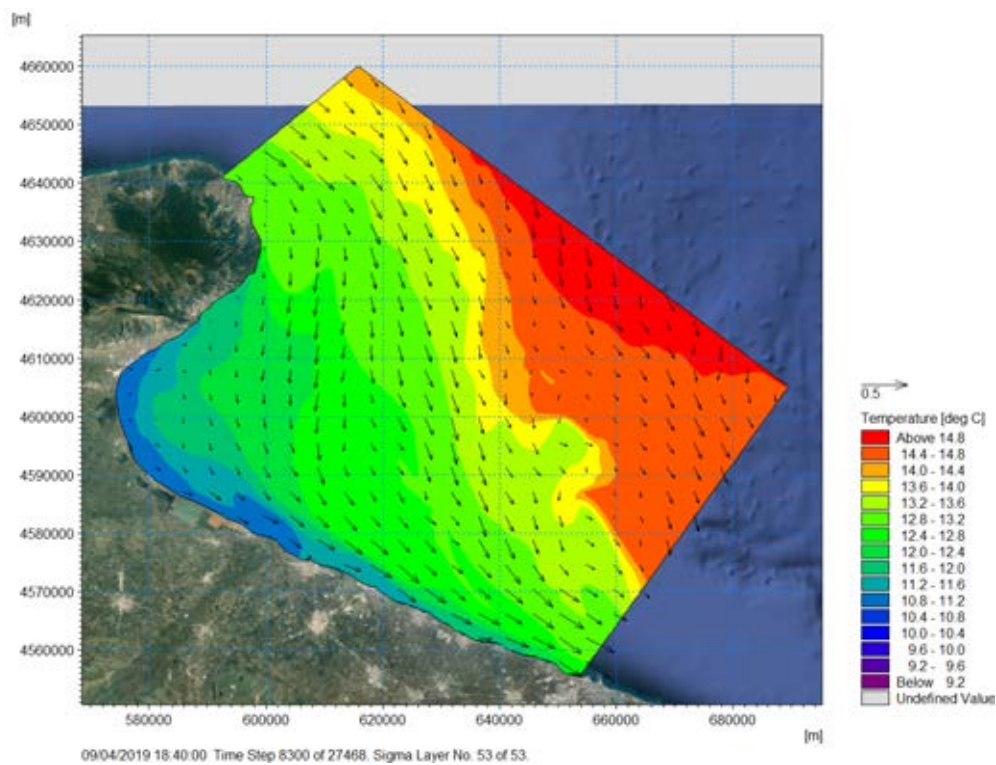 [m]
4660000
4650000
4640000
4630000
4620000
4610000
4600000
4590000
4580000
4570000
4560000
580000 600000 620000 640000 660000 680000
[m]
0.5
Temperature [deg C]
Above 14.8
14.4 - 14.8
14.0 - 14.4
13.6 - 14.0
13.2 - 13.6
12.8 - 13.2
12.4 - 12.8
12.0 - 12.4
11.6 - 12.0
11.2 - 11.6
10.8 - 11.2
10.4 - 10.8
10.0 - 10.4
9.6 - 10.0
9.2 - 9.6
Below 9.2
Undefined Value
09/04/2019 18:40:00 Time Step 8300 of 27468. Sigma Layer No. 53 of 53.